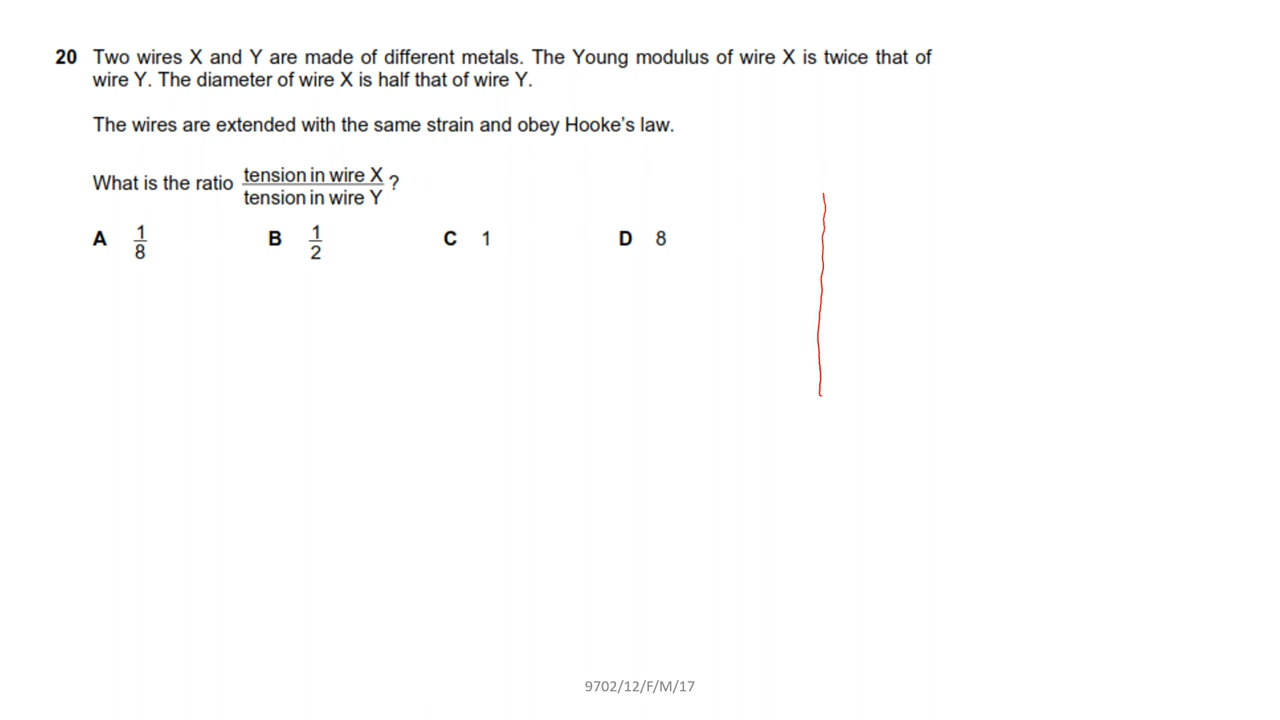 20 Two wires X and Y are made of different metals. The Young modulus of wire X is twice that of
wire Y. The diameter of wire X is half that of wire Y.
The wires are extended with the same strain and obey Hooke's law.
What is the ratio tension in wire X / tension in wire Y ?
A 1/8 B 1/2 C 1 D 8
9702/12/F/M/17